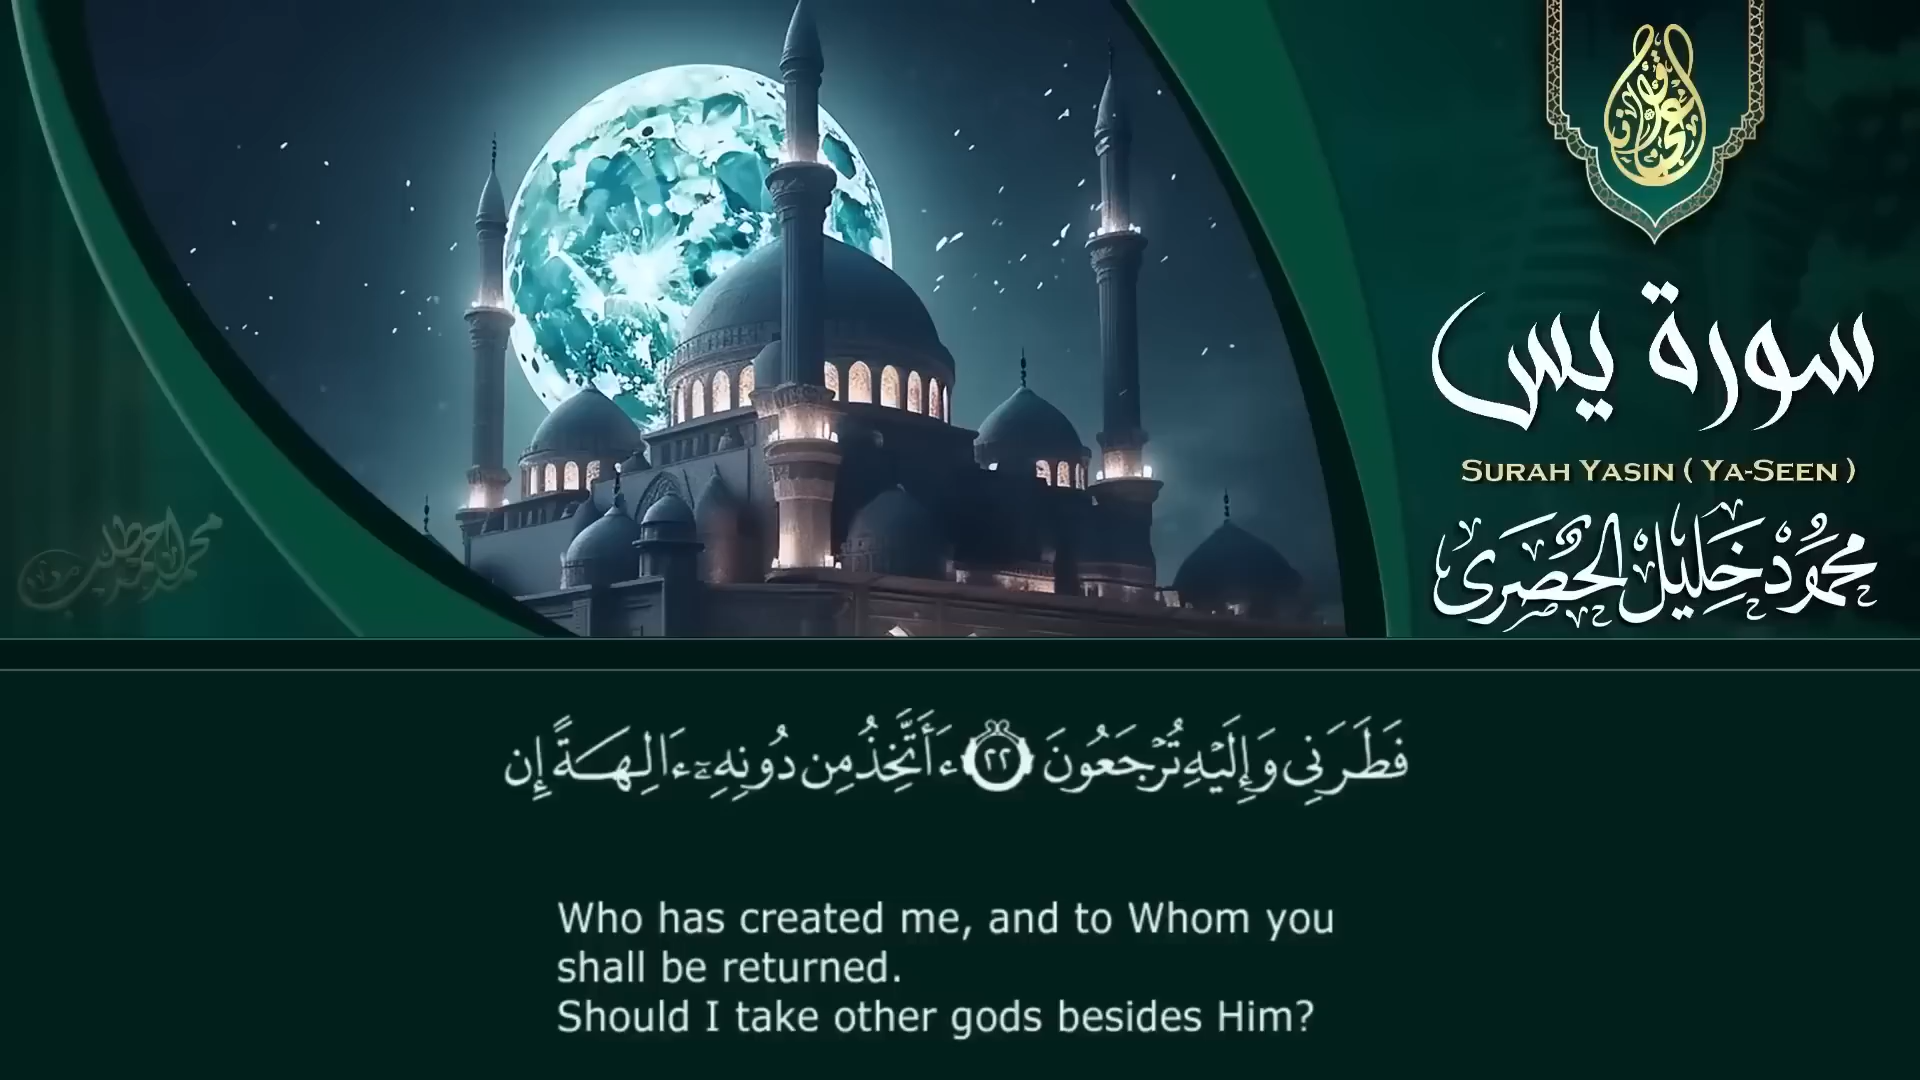 سورة يس
SURAH YASIN ( YA-SEEN )
محمود خليل الحصرى
فَطَرَنِى وَإِلَيْهِ تُرْجَعُونَ ٢٢ ءَأَتَّخِذُ مِن دُونِهِۦٓ ءَالِهَةً إِن
Who has created me, and to Whom you
shall be returned.
Should I take other gods besides Him?